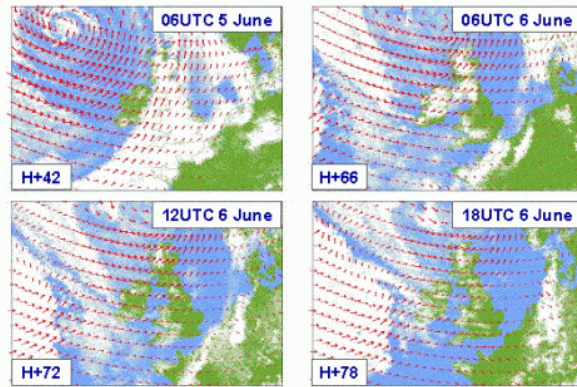 06UTC 5 June
H+42
06UTC 6 June
H+66
12UTC 6 June
H+72
18UTC 6 June
H+78